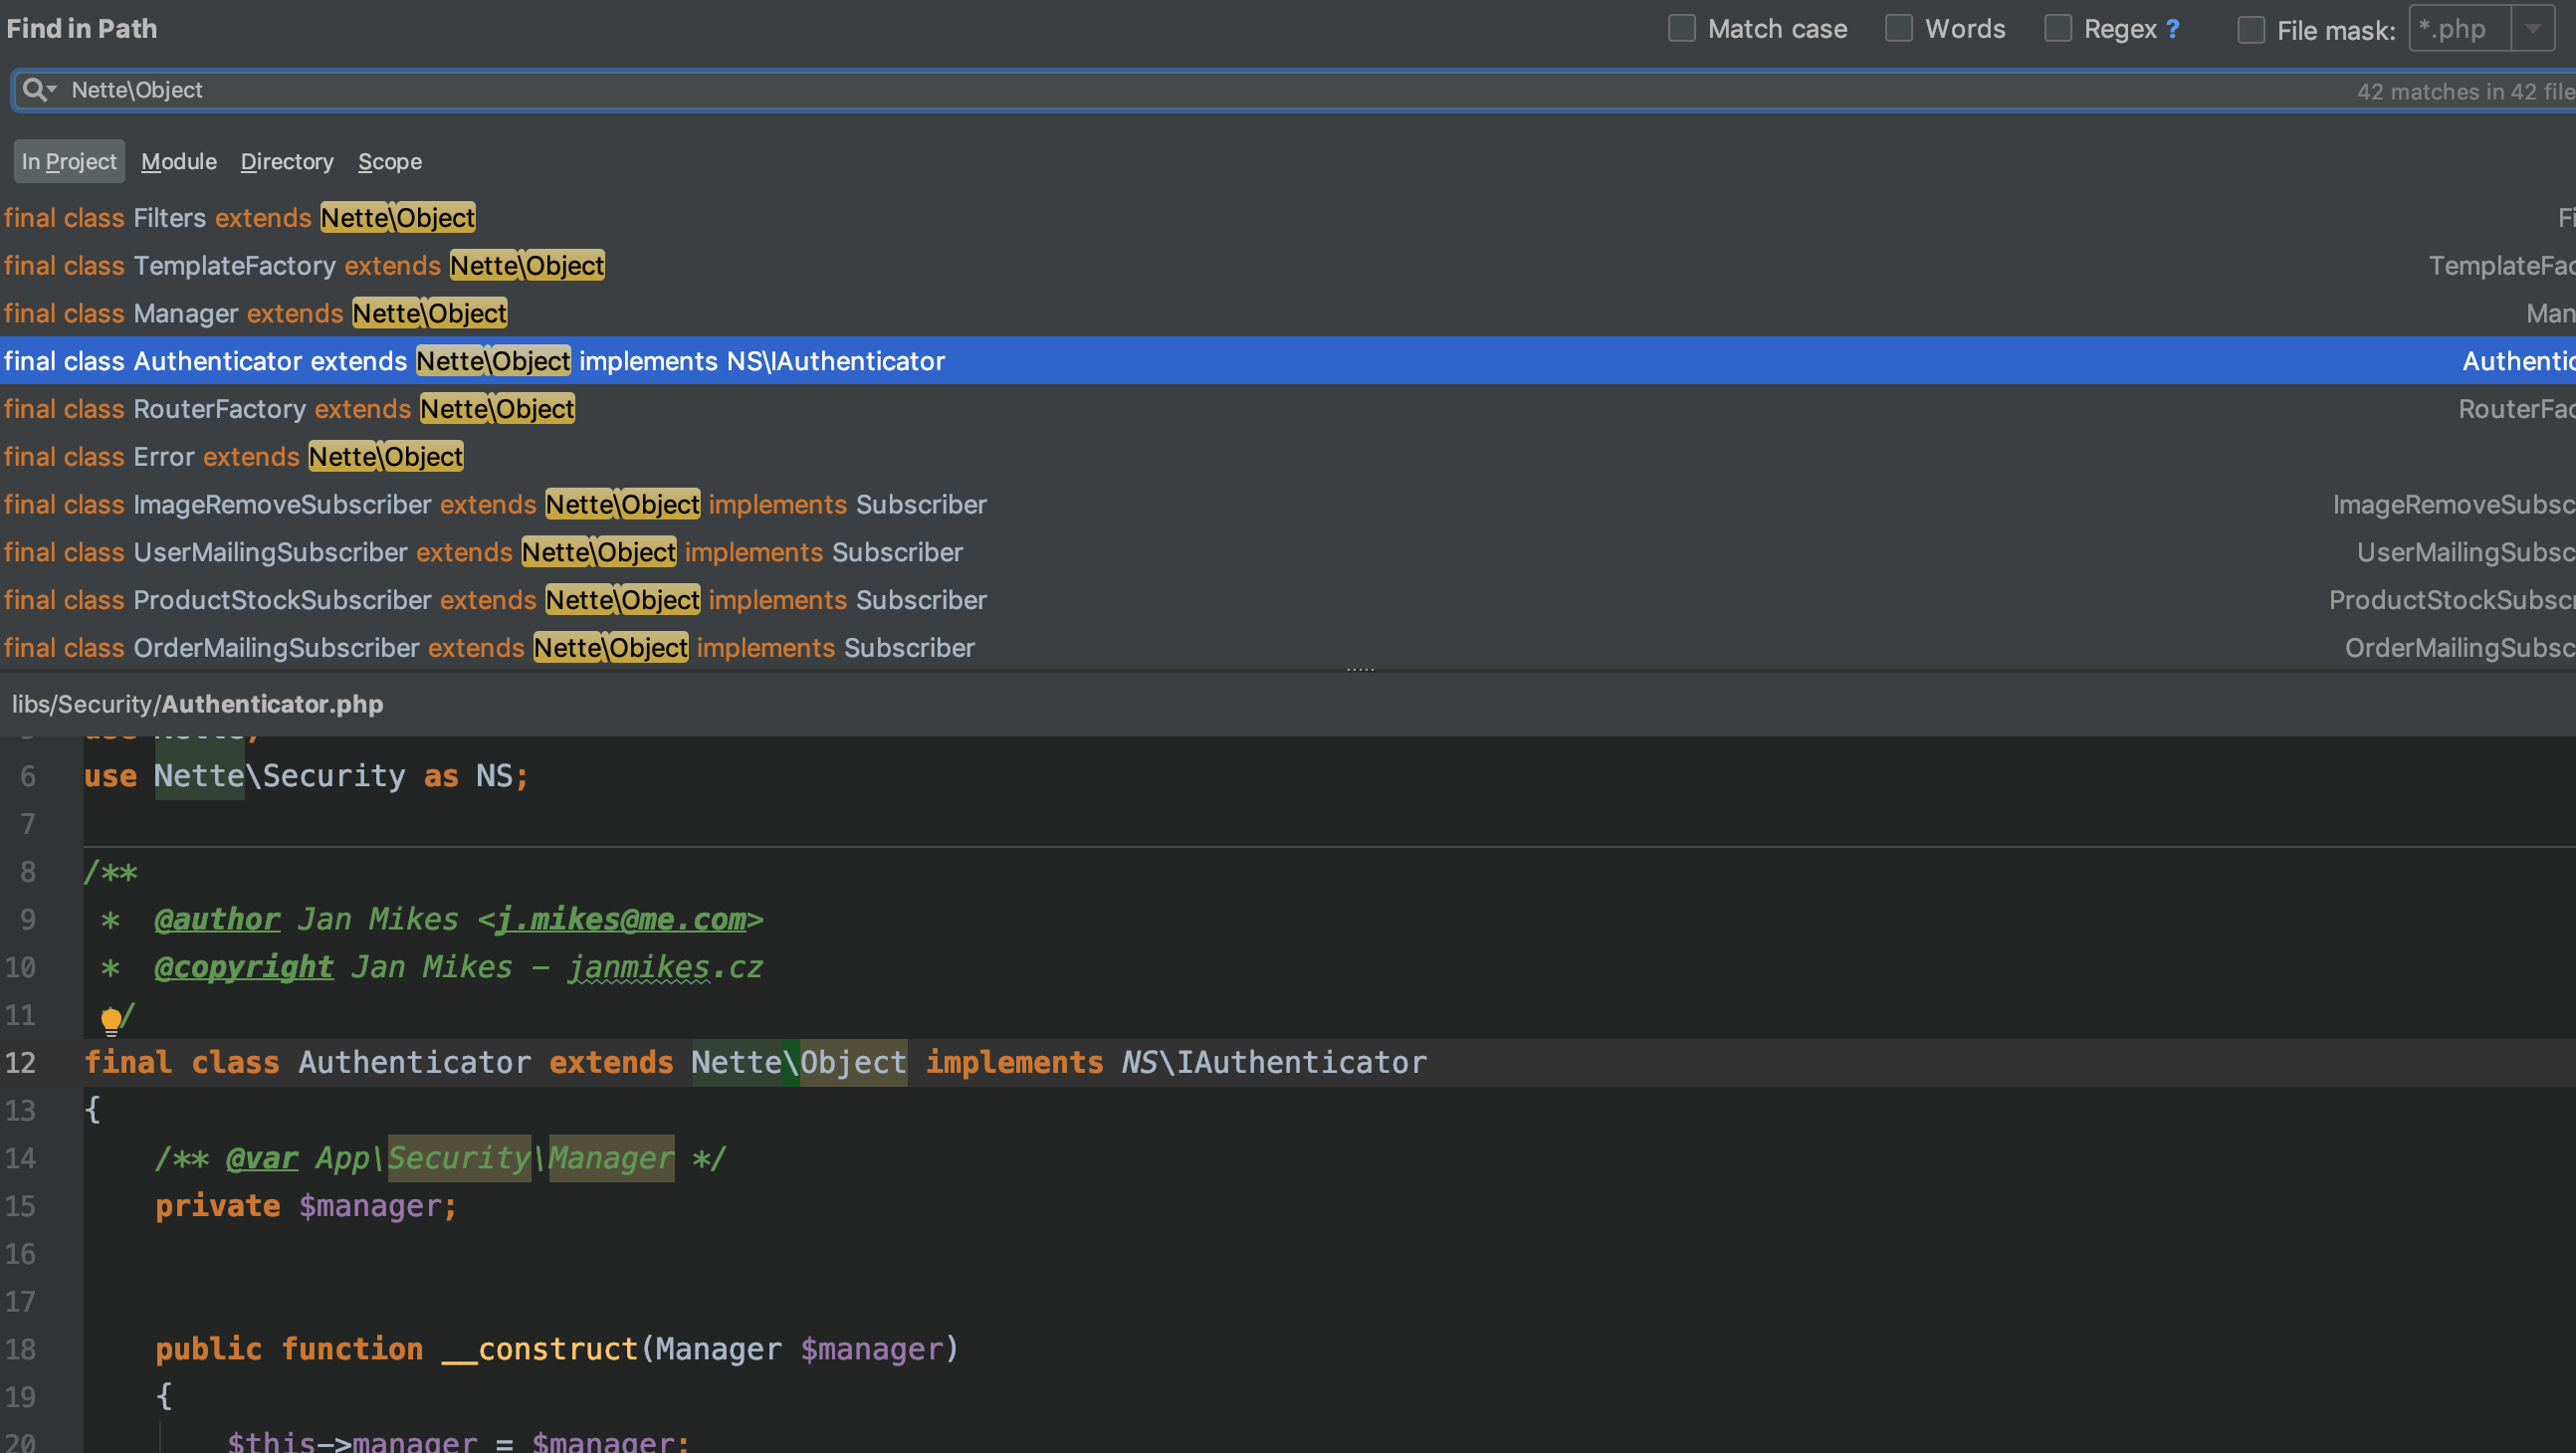 Find in Path
Match case Words Regex ? File mask: *.php
Nette\Object 42 matches in 42 file
In Project Module Directory Scope
final class Filters extends Nette\Object Fi
final class TemplateFactory extends Nette\Object TemplateFac
final class Manager extends Nette\Object Man
final class Authenticator extends Nette\Object implements NS\IAuthenticator Authentic
final class RouterFactory extends Nette\Object RouterFac
final class Error extends Nette\Object
final class ImageRemoveSubscriber extends Nette\Object implements Subscriber ImageRemoveSubsc
final class UserMailingSubscriber extends Nette\Object implements Subscriber UserMailingSubsc
final class ProductStockSubscriber extends Nette\Object implements Subscriber ProductStockSubscr
final class OrderMailingSubscriber extends Nette\Object implements Subscriber OrderMailingSubsc
libs/Security/Authenticator.php
5 use Nette;
6 use Nette\Security as NS;
7
8 /**
9 * @author Jan Mikes <j.mikes@me.com>
10 * @copyright Jan Mikes – janmikes.cz
11 /
12 final class Authenticator extends Nette\Object implements NS\IAuthenticator
13 {
14 /** @var App\Security\Manager */
15 private $manager;
16
17
18 public function __construct(Manager $manager)
19 {
20 $this->manager = $manager;